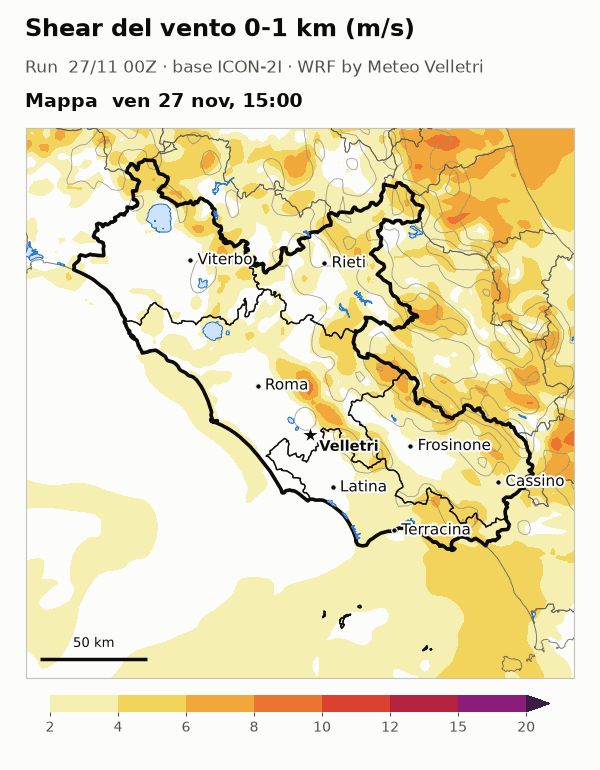 Shear del vento 0-1 km (m/s)
Run  27/11 00Z · base ICON-2I · WRF by Meteo Velletri
Mappa  ven 27 nov, 15:00
Viterbo
Rieti
Roma
Velletri
Frosinone
Latina
Cassino
Terracina
50 km
2 4 6 8 10 12 15 20